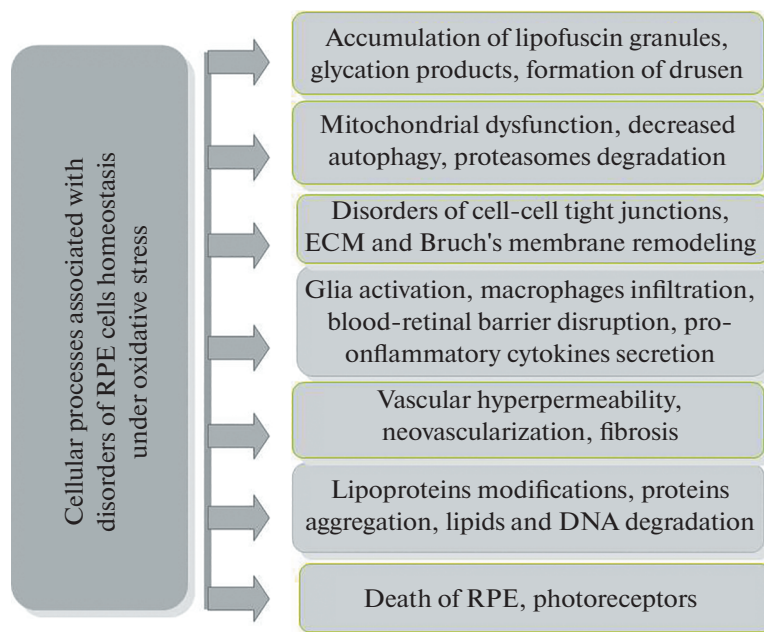 Cellular processes associated with
disorders of RPE cells homeostasis
under oxidative stress
Accumulation of lipofuscin granules,
glycation products, formation of drusen
Mitochondrial dysfunction, decreased
autophagy, proteasomes degradation
Disorders of cell-cell tight junctions,
ECM and Bruch's membrane remodeling
Glia activation, macrophages infiltration,
blood-retinal barrier disruption, pro-
onflammatory cytokines secretion
Vascular hyperpermeability,
neovascularization, fibrosis
Lipoproteins modifications, proteins
aggregation, lipids and DNA degradation
Death of RPE, photoreceptors